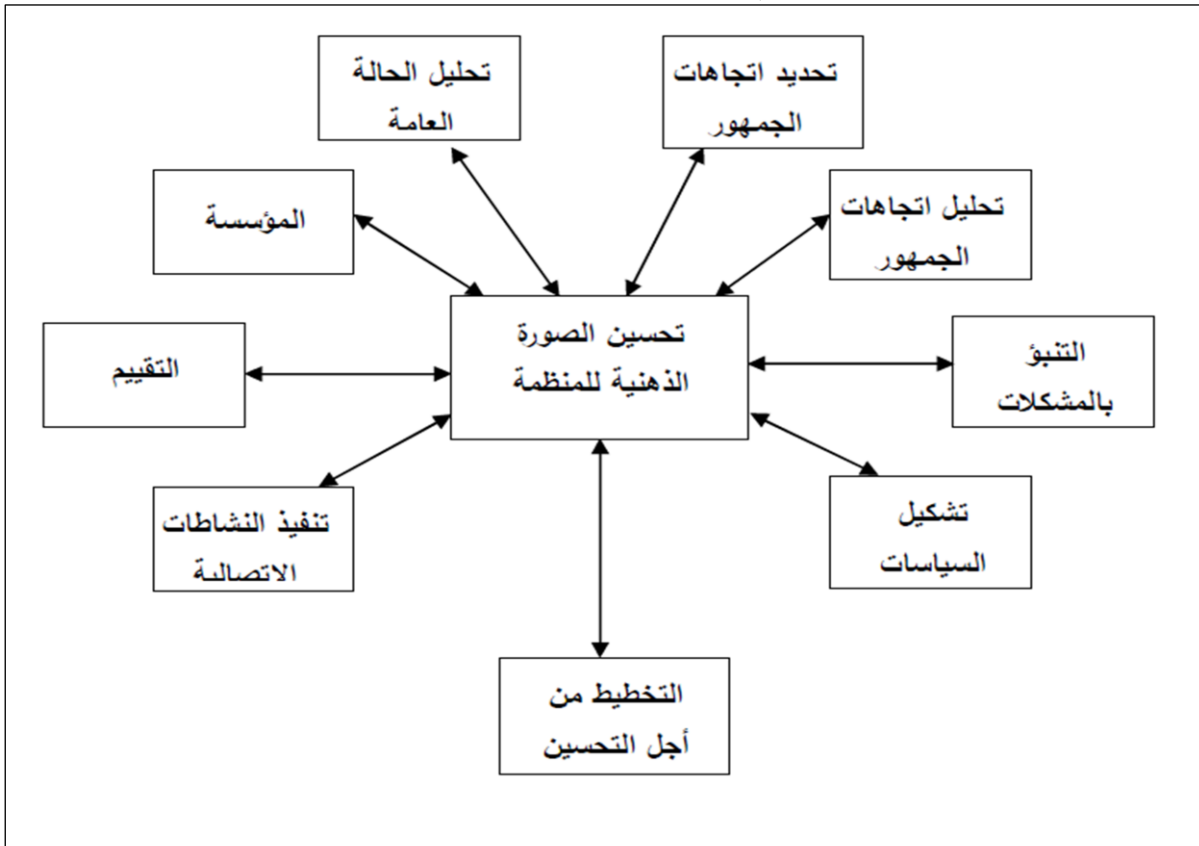 تحديد اتجاهات
الجمهور
تحليل الحالة
العامة
تحليل اتجاهات
الجمهور
المؤسسة
تحسين الصورة
الذهنية للمنظمة
التنبؤ
بالمشكلات
التقييم
تشكيل
السياسات
تنفيذ النشاطات
الاتصالية
التخطيط من
أجل التحسين